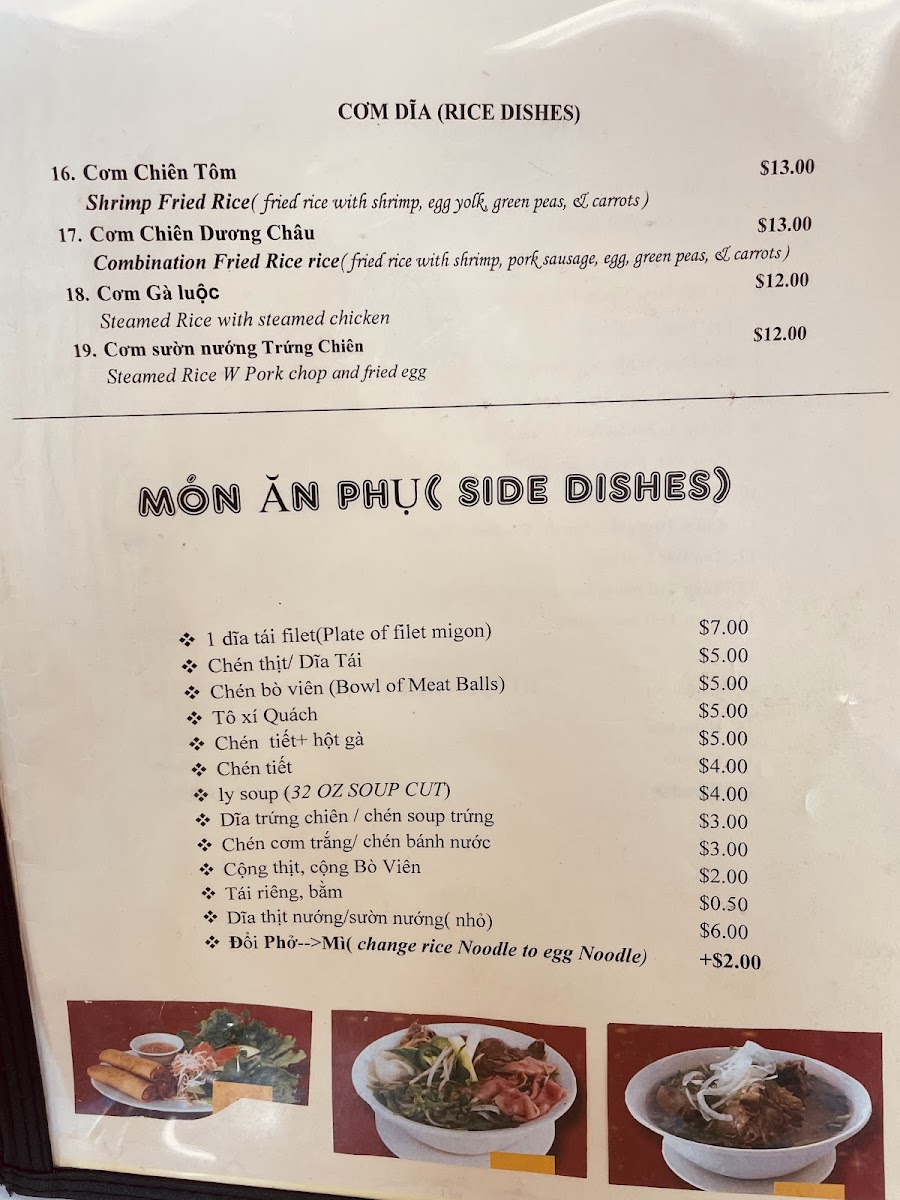 CƠM DĨA (RICE DISHES)
16. Cơm Chiên Tôm $13.00
Shrimp Fried Rice( fried rice with shrimp, egg yolk, green peas, & carrots )
17. Cơm Chiên Dương Châu $13.00
Combination Fried Rice rice( fried rice with shrimp, pork sausage, egg, green peas, & carrots )
18. Cơm Gà luộc $12.00
Steamed Rice with steamed chicken
19. Cơm sườn nướng Trứng Chiên $12.00
Steamed Rice W Pork chop and fried egg
MÓN ĂN PHỤ( SIDE DISHES)
❖ 1 dĩa tái filet(Plate of filet migon) $7.00
❖ Chén thịt/ Dĩa Tái $5.00
❖ Chén bò viên (Bowl of Meat Balls) $5.00
❖ Tô xí Quách $5.00
❖ Chén tiết+ hột gà $5.00
❖ Chén tiết $4.00
❖ ly soup (32 OZ SOUP CUT) $4.00
❖ Dĩa trứng chiên / chén soup trứng $3.00
❖ Chén cơm trắng/ chén bánh nước $3.00
❖ Cộng thịt, cộng Bò Viên $2.00
❖ Tái riêng, bằm $0.50
❖ Dĩa thịt nướng/sườn nướng( nhỏ) $6.00
❖ Đổi Phở-->Mì( change rice Noodle to egg Noodle) +$2.00